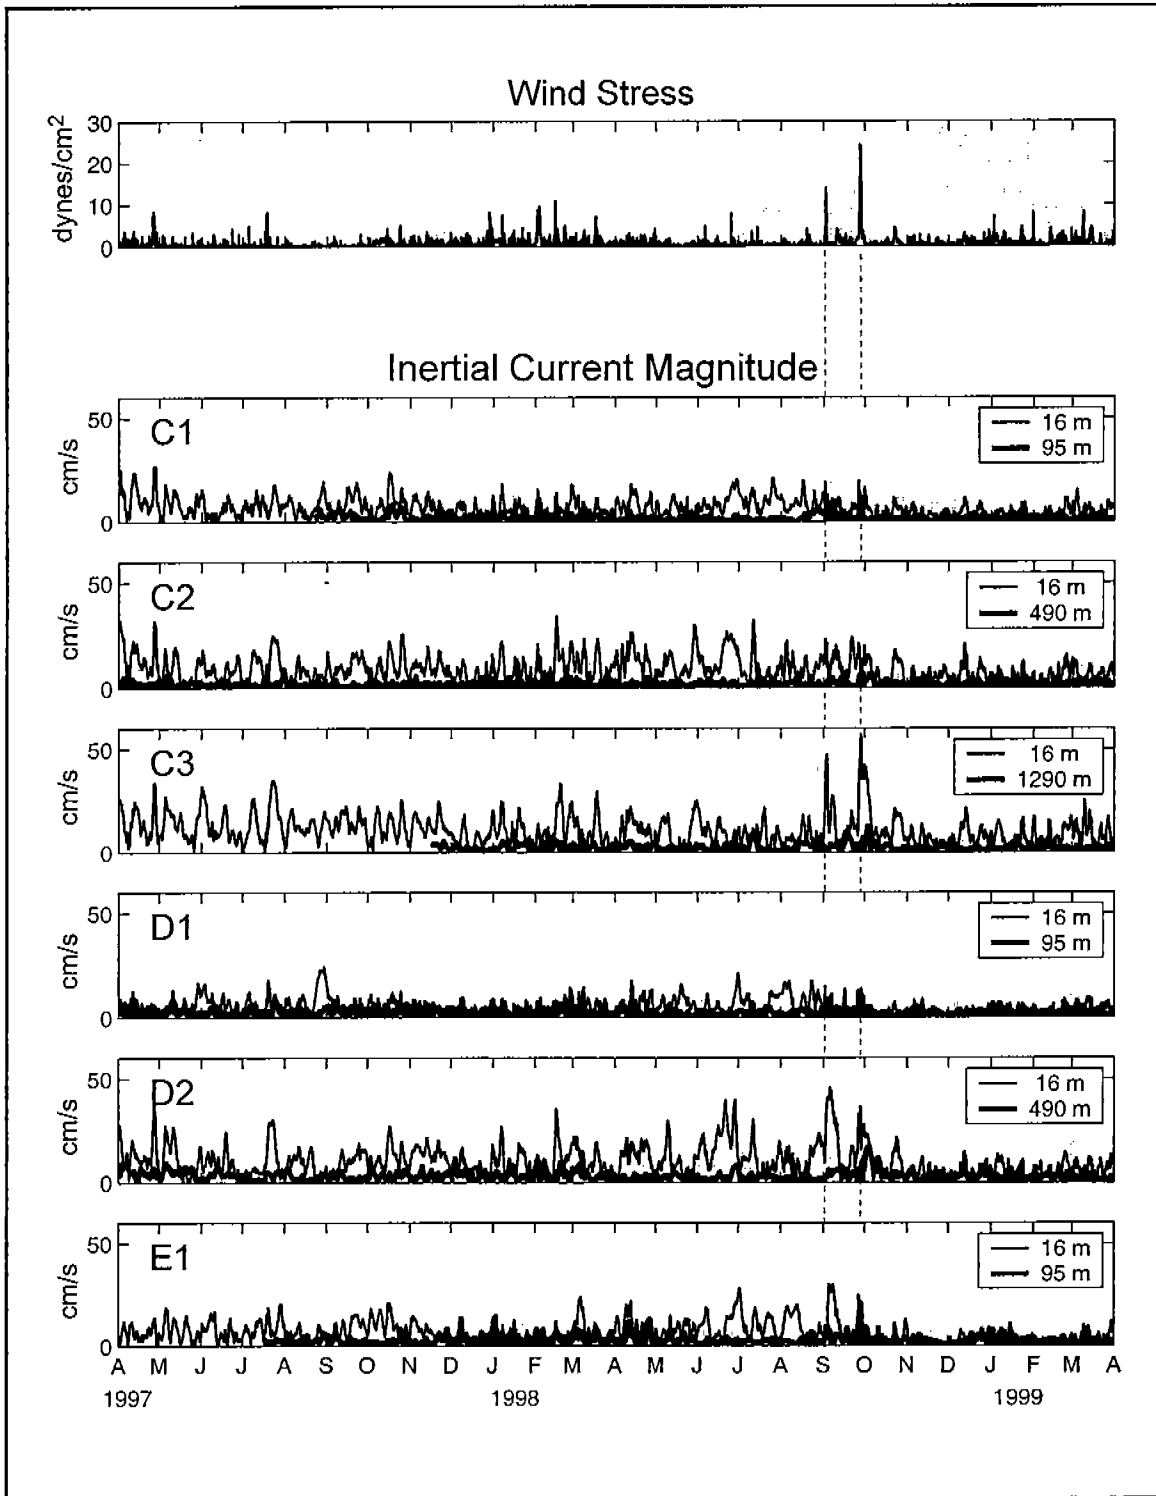 Wind Stress
dynes/cm²
30
20
10
0
Inertial Current Magnitude
cm/s
50
0
C1
16 m
95 m
cm/s
50
0
C2
16 m
490 m
cm/s
50
0
C3
16 m
1290 m
cm/s
50
0
D1
16 m
95 m
cm/s
50
0
D2
16 m
490 m
cm/s
50
0
E1
16 m
95 m
A M J J A S O N D J F M A M J J A S O N D J F M A
1997 1998 1999